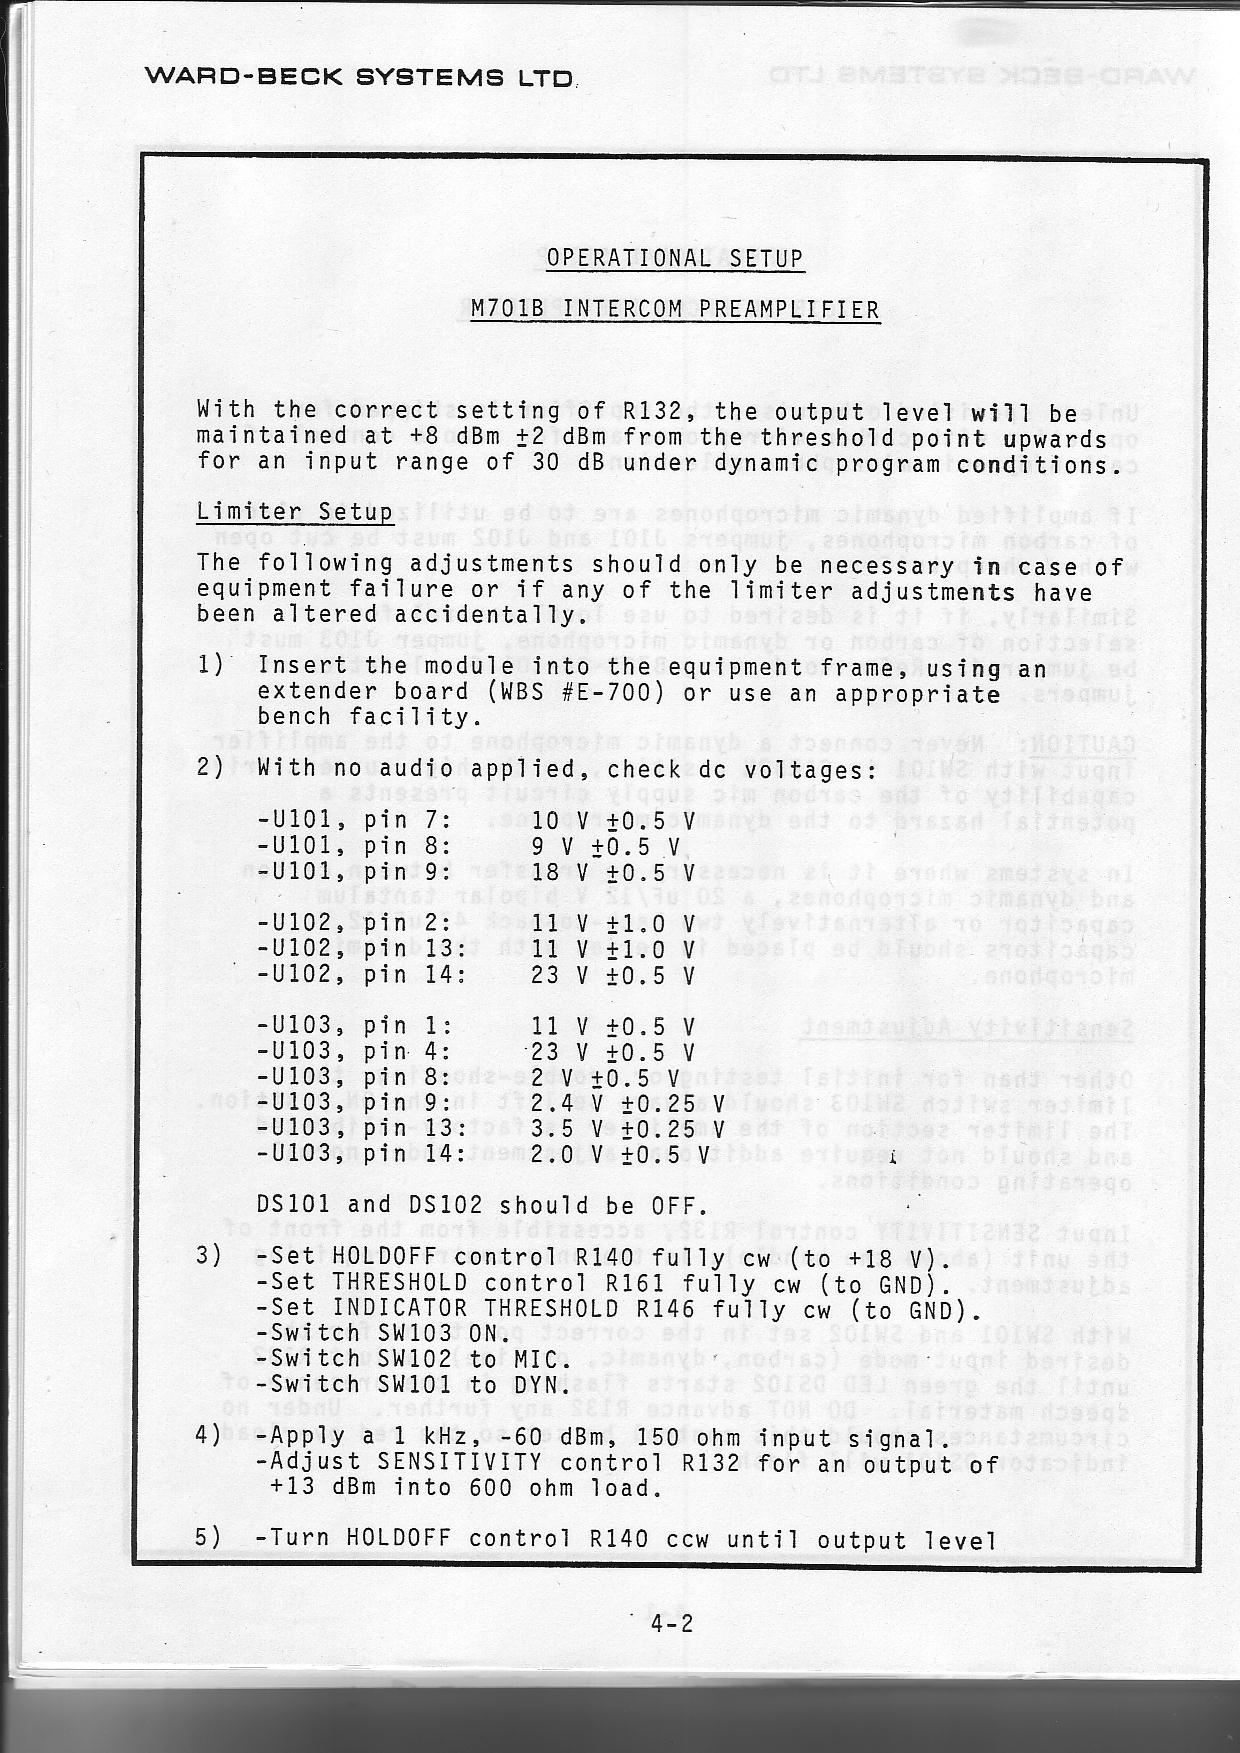 WARD-BECK SYSTEMS LTD.
OPERATIONAL SETUP
M701B INTERCOM PREAMPLIFIER
With the correct setting of R132, the output level will be
maintained at +8 dBm ±2 dBm from the threshold point upwards
for an input range of 30 dB under dynamic program conditions.
Limiter Setup
The following adjustments should only be necessary in case of
equipment failure or if any of the limiter adjustments have
been altered accidentally.
1) Insert the module into the equipment frame, using an
extender board (WBS #E-700) or use an appropriate
bench facility.
2) With no audio applied, check dc voltages:
-U101, pin 7: 10 V ±0.5 V
-U101, pin 8: 9 V ±0.5 V
-U101, pin 9: 18 V ±0.5 V
-U102, pin 2: 11 V ±1.0 V
-U102, pin 13: 11 V ±1.0 V
-U102, pin 14: 23 V ±0.5 V
-U103, pin 1: 11 V ±0.5 V
-U103, pin 4: 23 V ±0.5 V
-U103, pin 8: 2 V ±0.5 V
-U103, pin 9: 2.4 V ±0.25 V
-U103, pin 13: 3.5 V ±0.25 V
-U103, pin 14: 2.0 V ±0.5 V
DS101 and DS102 should be OFF.
3) -Set HOLDOFF control R140 fully cw (to +18 V).
-Set THRESHOLD control R161 fully cw (to GND).
-Set INDICATOR THRESHOLD R146 fully cw (to GND).
-Switch SW103 ON.
-Switch SW102 to MIC.
-Switch SW101 to DYN.
4) -Apply a 1 kHz, -60 dBm, 150 ohm input signal.
-Adjust SENSITIVITY control R132 for an output of
+13 dBm into 600 ohm load.
5) -Turn HOLDOFF control R140 ccw until output level
4-2